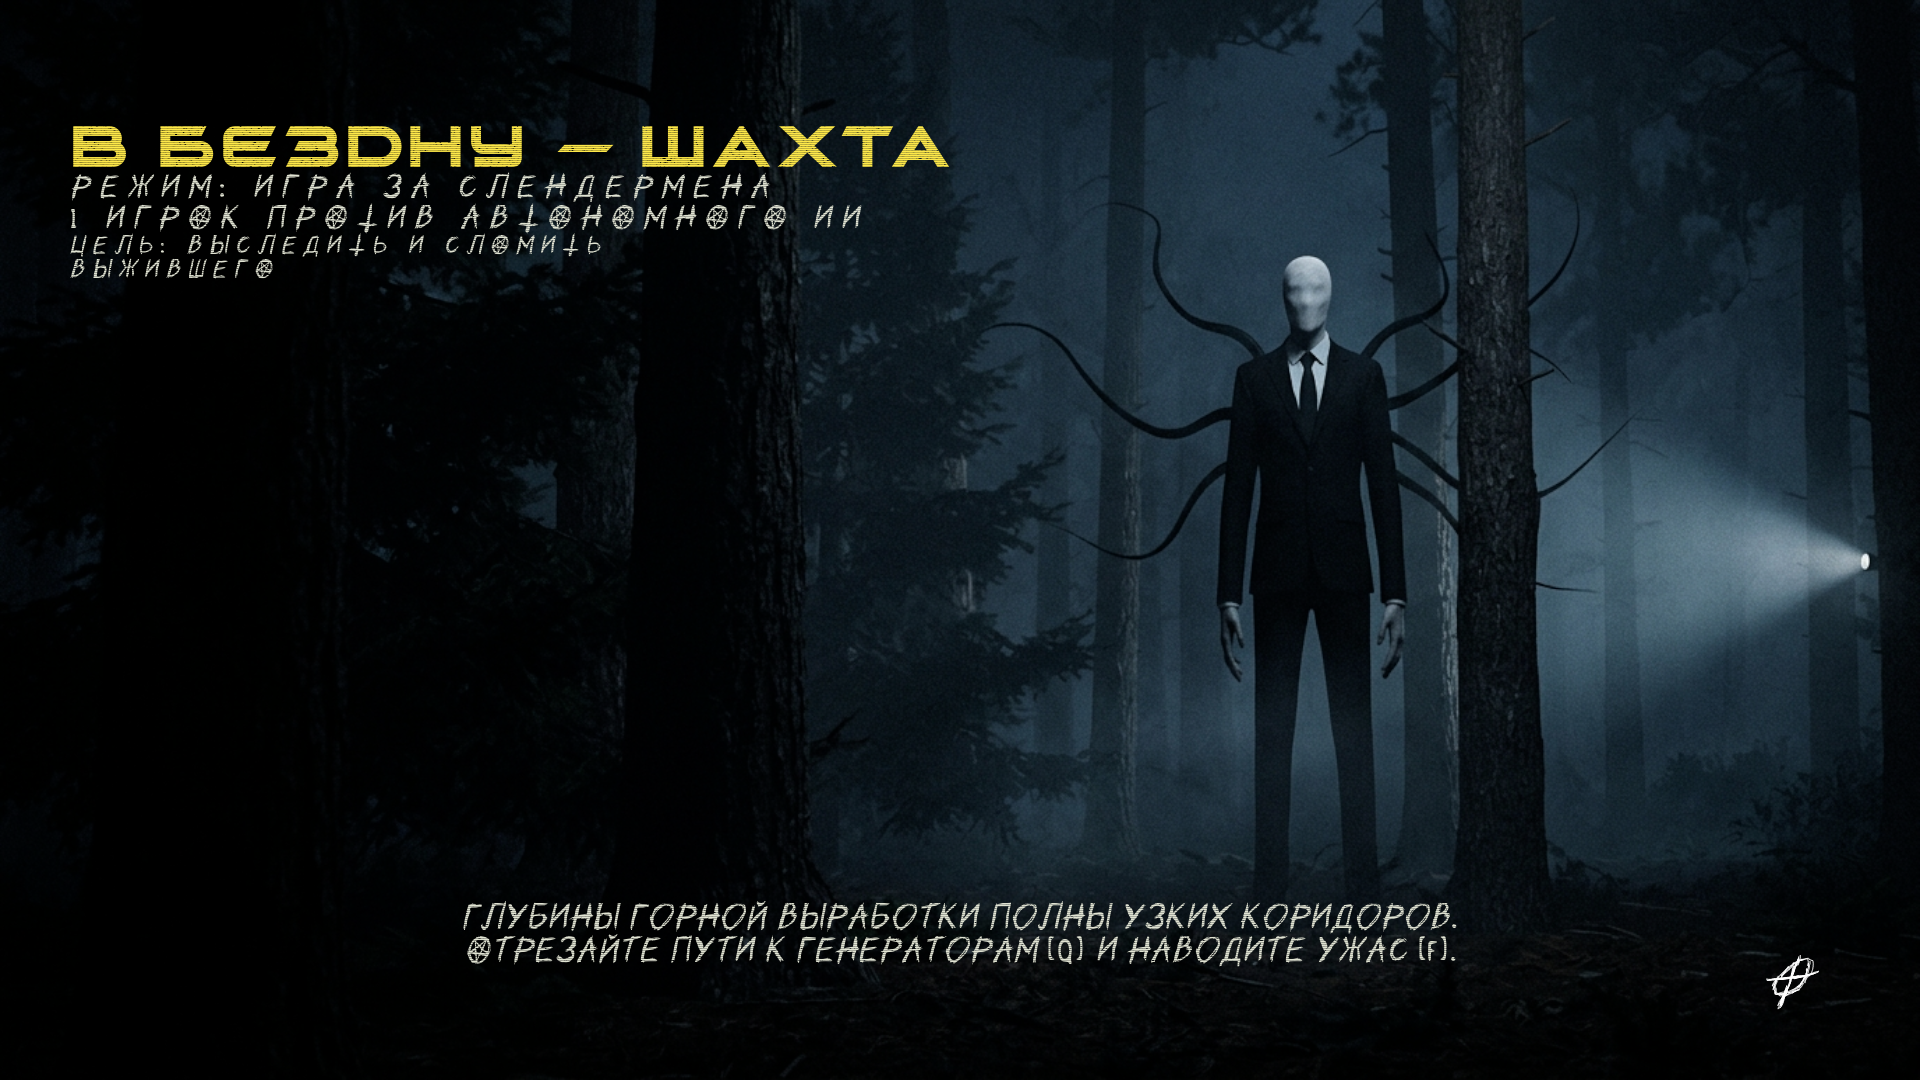 В БЕЗДНУ — ШАХТА
РЕЖИМ: ИГРА ЗА СЛЕНДЕРМЕНА
1 ИГРОК ПРОТИВ АВТОНОМНОГО ИИ
ЦЕЛЬ: ВЫСЛЕДИТЬ И СЛОМИТЬ
ВЫЖИВШЕГО
ГЛУБИНЫ ГОРНОЙ ВЫРАБОТКИ ПОЛНЫ УЗКИХ КОРИДОРОВ.
ОТРЕЗАЙТЕ ПУТИ К ГЕНЕРАТОРАМ [Q] И НАВОДИТЕ УЖАС [F].